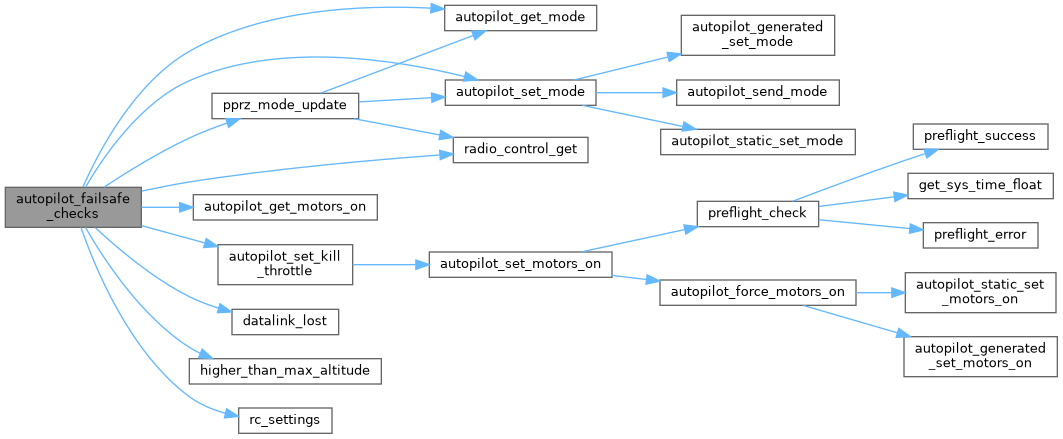 autopilot_failsafe
_checks
autopilot_get_mode
pprz_mode_update
autopilot_set_mode
radio_control_get
autopilot_get_motors_on
autopilot_set_kill
_throttle
datalink_lost
higher_than_max_altitude
rc_settings
autopilot_generated
_set_mode
autopilot_send_mode
autopilot_static_set_mode
autopilot_set_motors_on
preflight_check
autopilot_force_motors_on
preflight_success
get_sys_time_float
preflight_error
autopilot_static_set
_motors_on
autopilot_generated
_set_motors_on